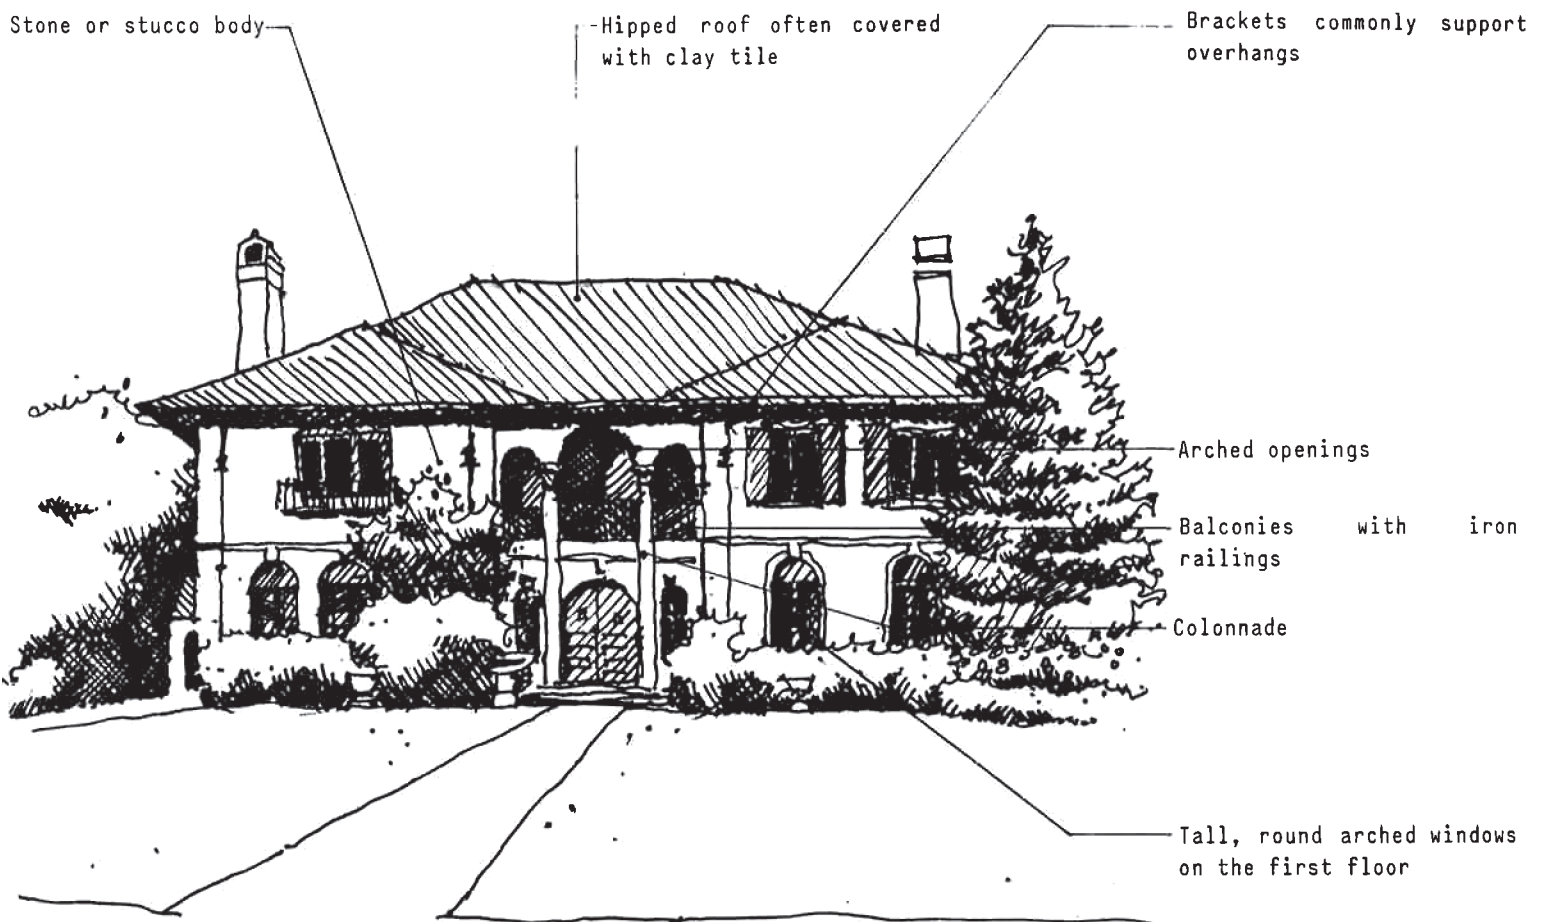 Stone or stucco body
Hipped roof often covered
with clay tile
Brackets commonly support
overhangs
Arched openings
Balconies with iron
railings
Colonnade
Tall, round arched windows
on the first floor